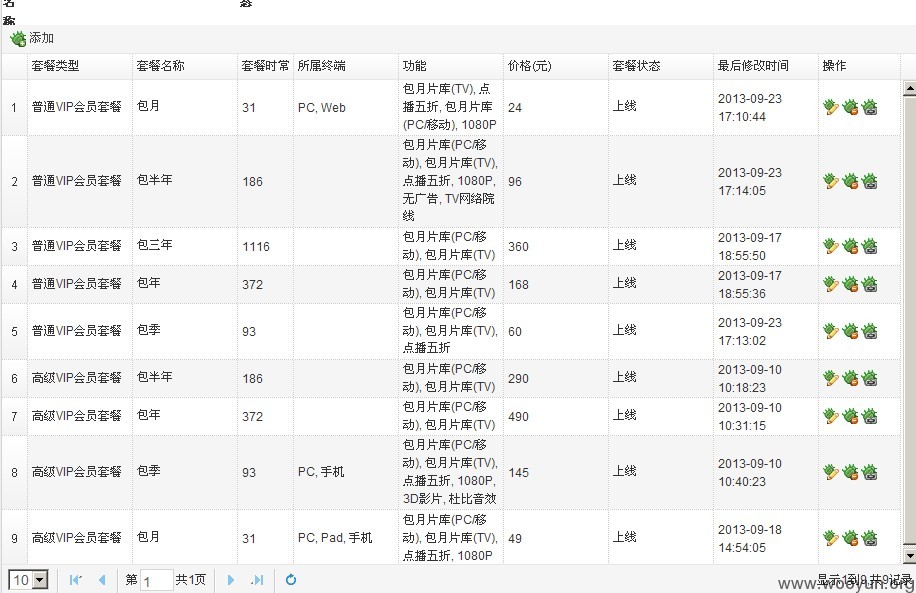 名 态
称
添加
套餐类型 套餐名称 套餐时常 所属终端 功能 价格(元) 套餐状态 最后修改时间 操作
1 普通VIP会员套餐 包月 31 PC, Web 包月片库(TV), 点播五折, 包月片库(PC/移动), 1080P 24 上线 2013-09-23 17:10:44
2 普通VIP会员套餐 包半年 186 包月片库(PC/移动), 包月片库(TV), 点播五折, 1080P, 无广告, TV网络院线 96 上线 2013-09-23 17:14:05
3 普通VIP会员套餐 包三年 1116 包月片库(PC/移动), 包月片库(TV) 360 上线 2013-09-17 18:55:50
4 普通VIP会员套餐 包年 372 包月片库(PC/移动), 包月片库(TV) 168 上线 2013-09-17 18:55:36
5 普通VIP会员套餐 包季 93 包月片库(PC/移动), 包月片库(TV), 点播五折 60 上线 2013-09-23 17:13:02
6 高级VIP会员套餐 包半年 186 包月片库(PC/移动), 包月片库(TV) 290 上线 2013-09-10 10:18:23
7 高级VIP会员套餐 包年 372 包月片库(PC/移动), 包月片库(TV) 490 上线 2013-09-10 10:31:15
8 高级VIP会员套餐 包季 93 PC, 手机 包月片库(PC/移动), 包月片库(TV), 点播五折, 1080P, 3D影片, 杜比音效 145 上线 2013-09-10 10:40:23
9 高级VIP会员套餐 包月 31 PC, Pad, 手机 包月片库(PC/移动), 包月片库(TV), 点播五折, 1080P 49 上线 2013-09-18 14:54:05
10 第 1 共1页 显示1到9,共9记录
www.wooyun.org